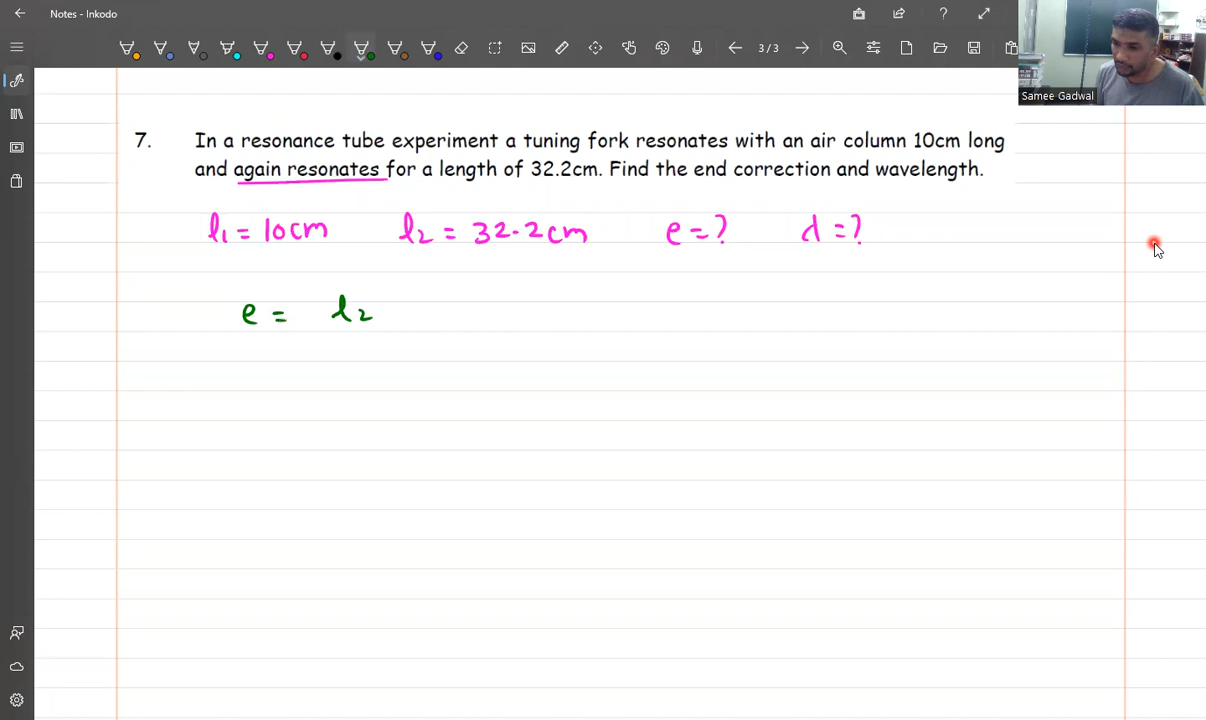 Notes - Inkodo
3/3
Samee Gadwal
7. In a resonance tube experiment a tuning fork resonates with an air column 10cm long
and again resonates for a length of 32.2cm. Find the end correction and wavelength.
l₁ = 10cm l₂ = 32.2cm e = ? λ = ?
e = l₂